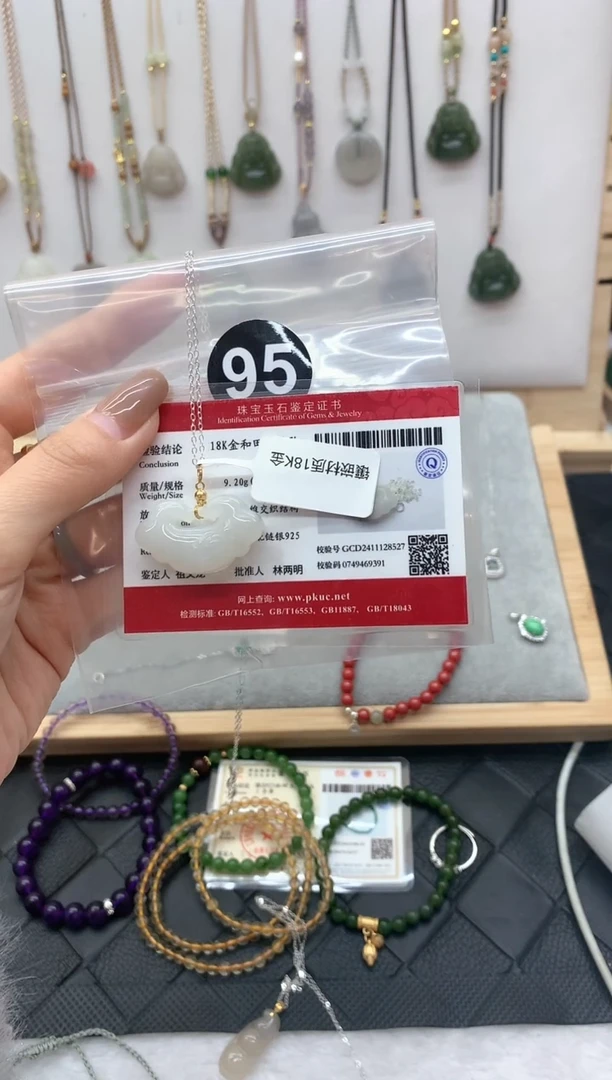 95
珠宝玉石鉴定证书
Identification Certificate of Gems & Jewelry
检验结论 18K金和田
Conclusion
质量/规格 9.20g
Weight/Size
镶嵌材质18K金
交织结构
链银925
鉴定人
批准人 林两明
校验号 GCD2411128527
校验码 0749469391
网上查询: www.pkuc.net
检测标准: GB/T16552、GB/T16553、GB11887、GB/T18043